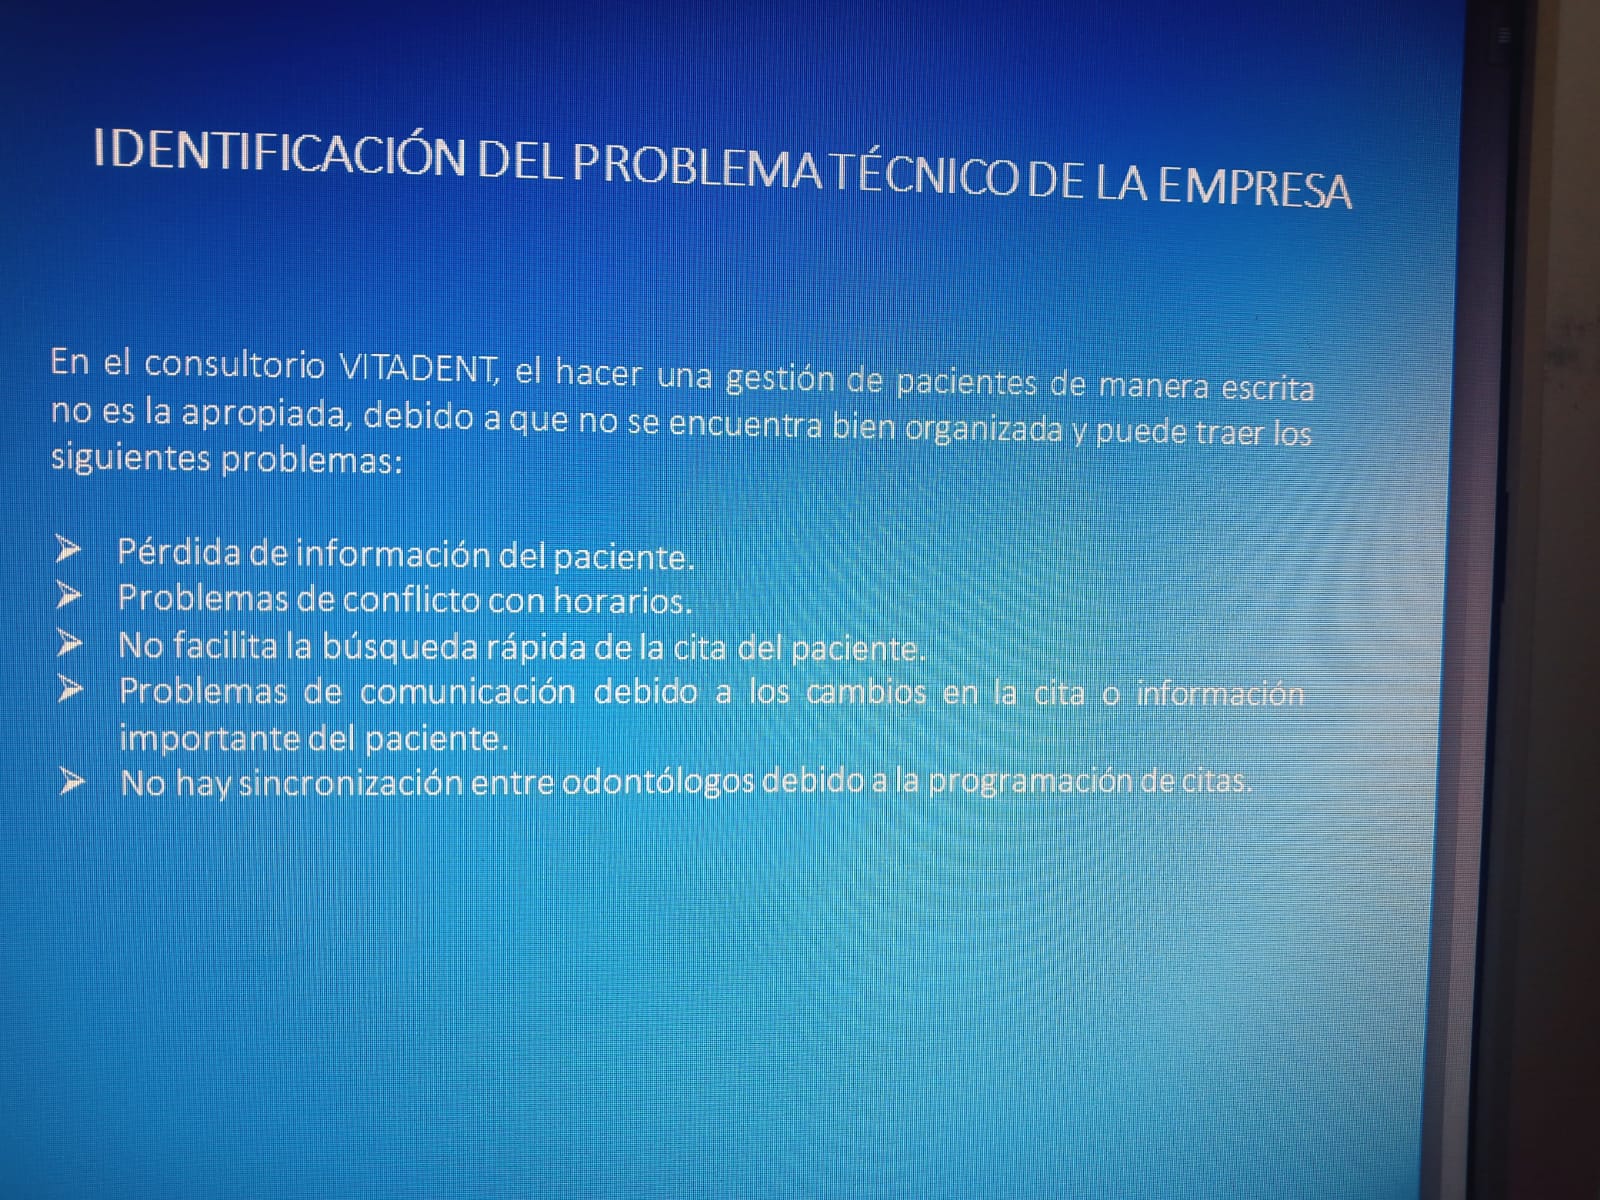 IDENTIFICACIÓN DEL PROBLEMA TÉCNICO DE LA EMPRESA
En el consultorio VITADENT, el hacer una gestión de pacientes de manera escrita
no es la apropiada, debido a que no se encuentra bien organizada y puede traer los
siguientes problemas:
➢ Pérdida de información del paciente.
➢ Problemas de conflicto con horarios.
➢ No facilita la búsqueda rápida de la cita del paciente.
➢ Problemas de comunicación debido a los cambios en la cita o información
importante del paciente.
➢ No hay sincronización entre odontólogos debido a la programación de citas.